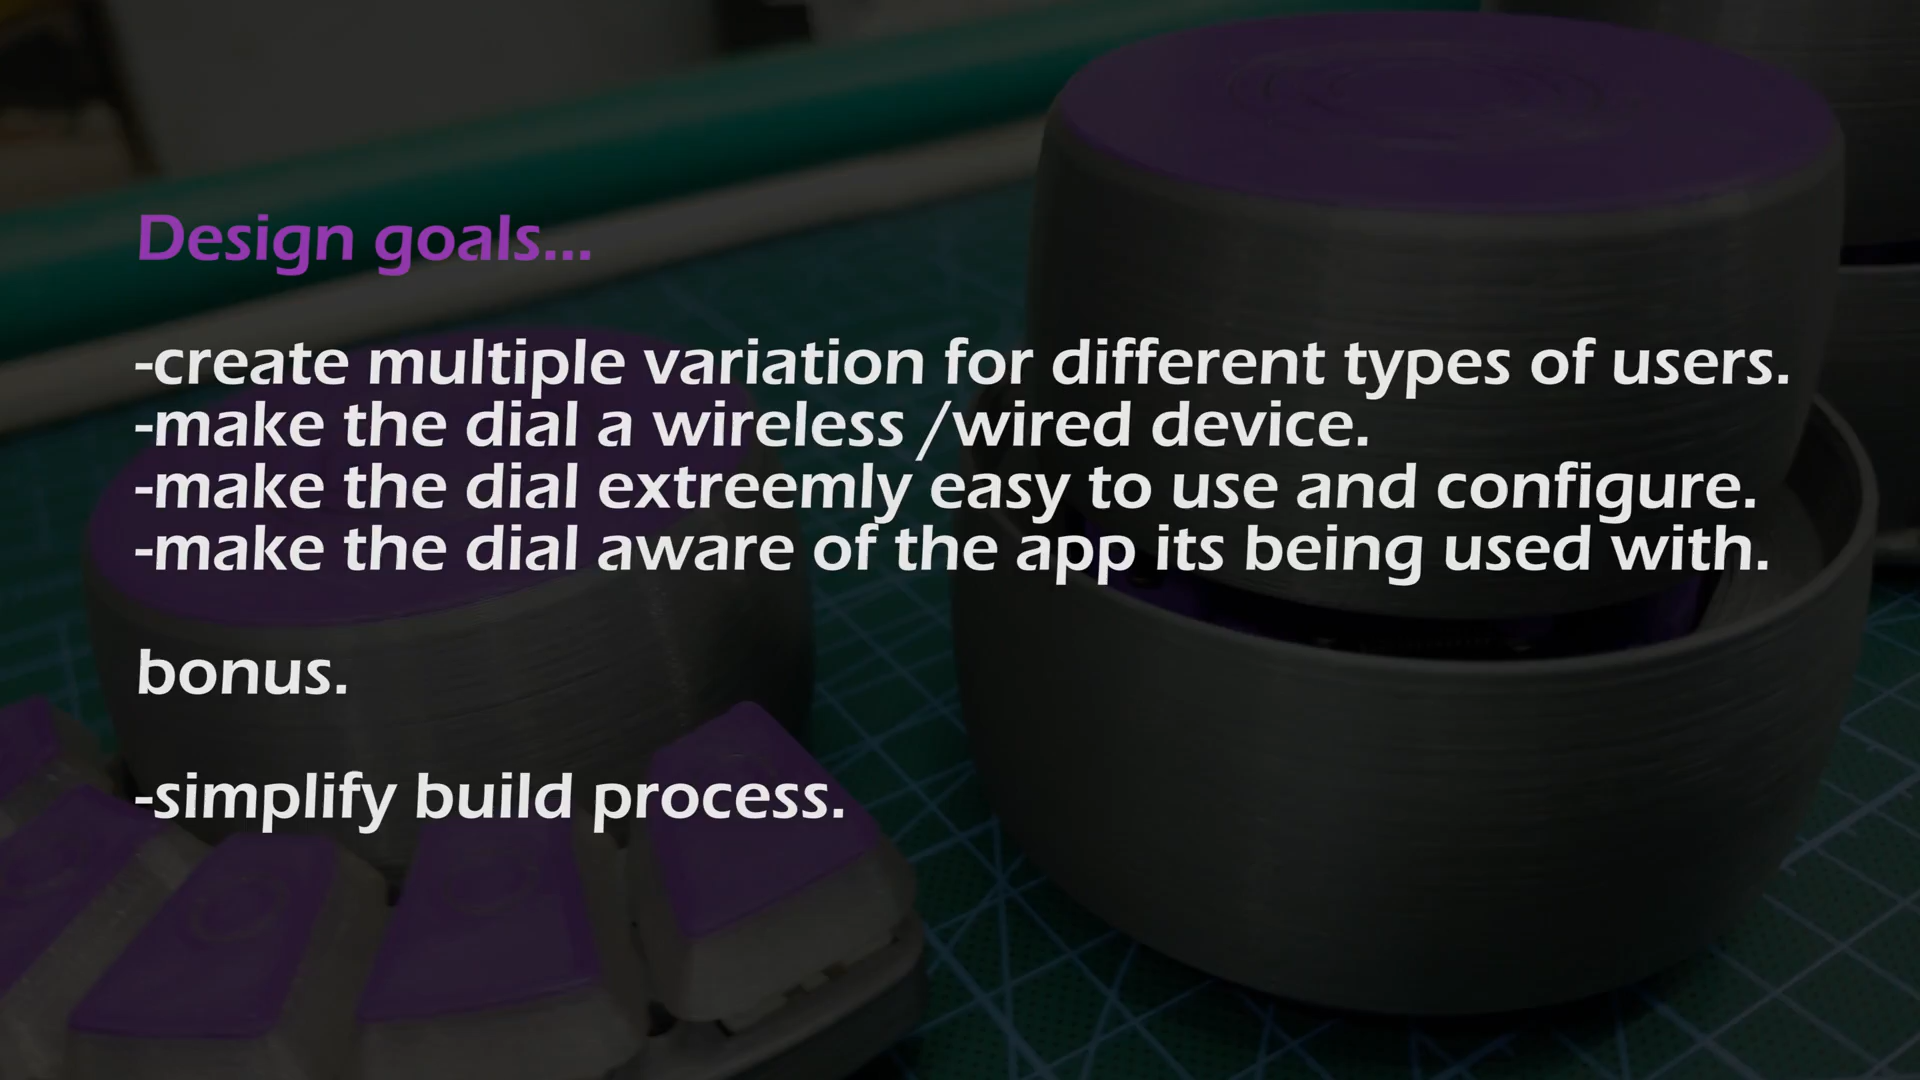 Design goals...
-create multiple variation for different types of users.
-make the dial a wireless /wired device.
-make the dial extreemly easy to use and configure.
-make the dial aware of the app its being used with.
bonus.
-simplify build process.